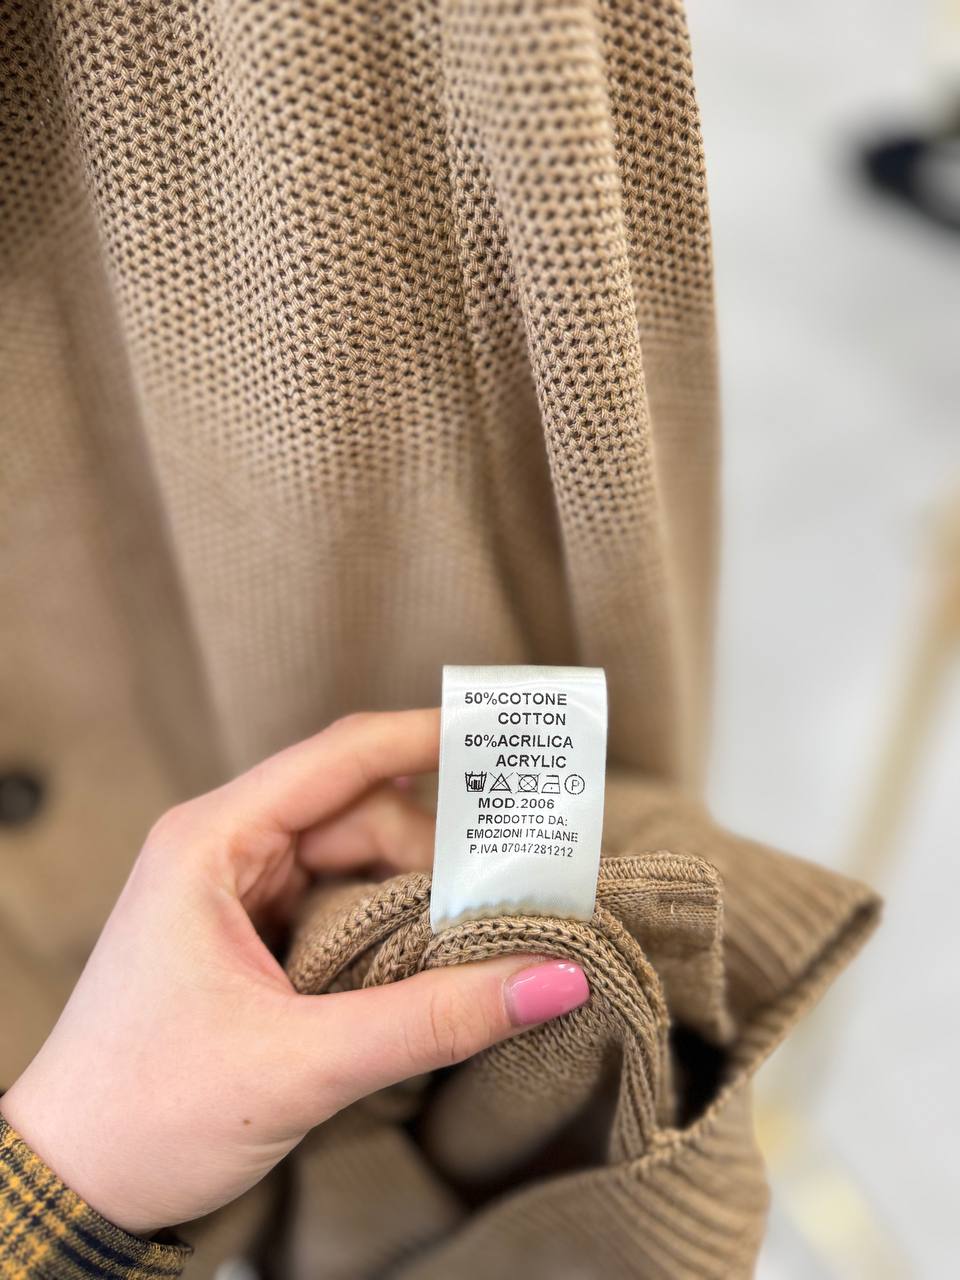 50%COTONE
COTTON
50%ACRILICA
ACRYLIC
P
MOD.2006
PRODOTTO DA:
EMOZIONI ITALIANE
P.IVA 07047281212